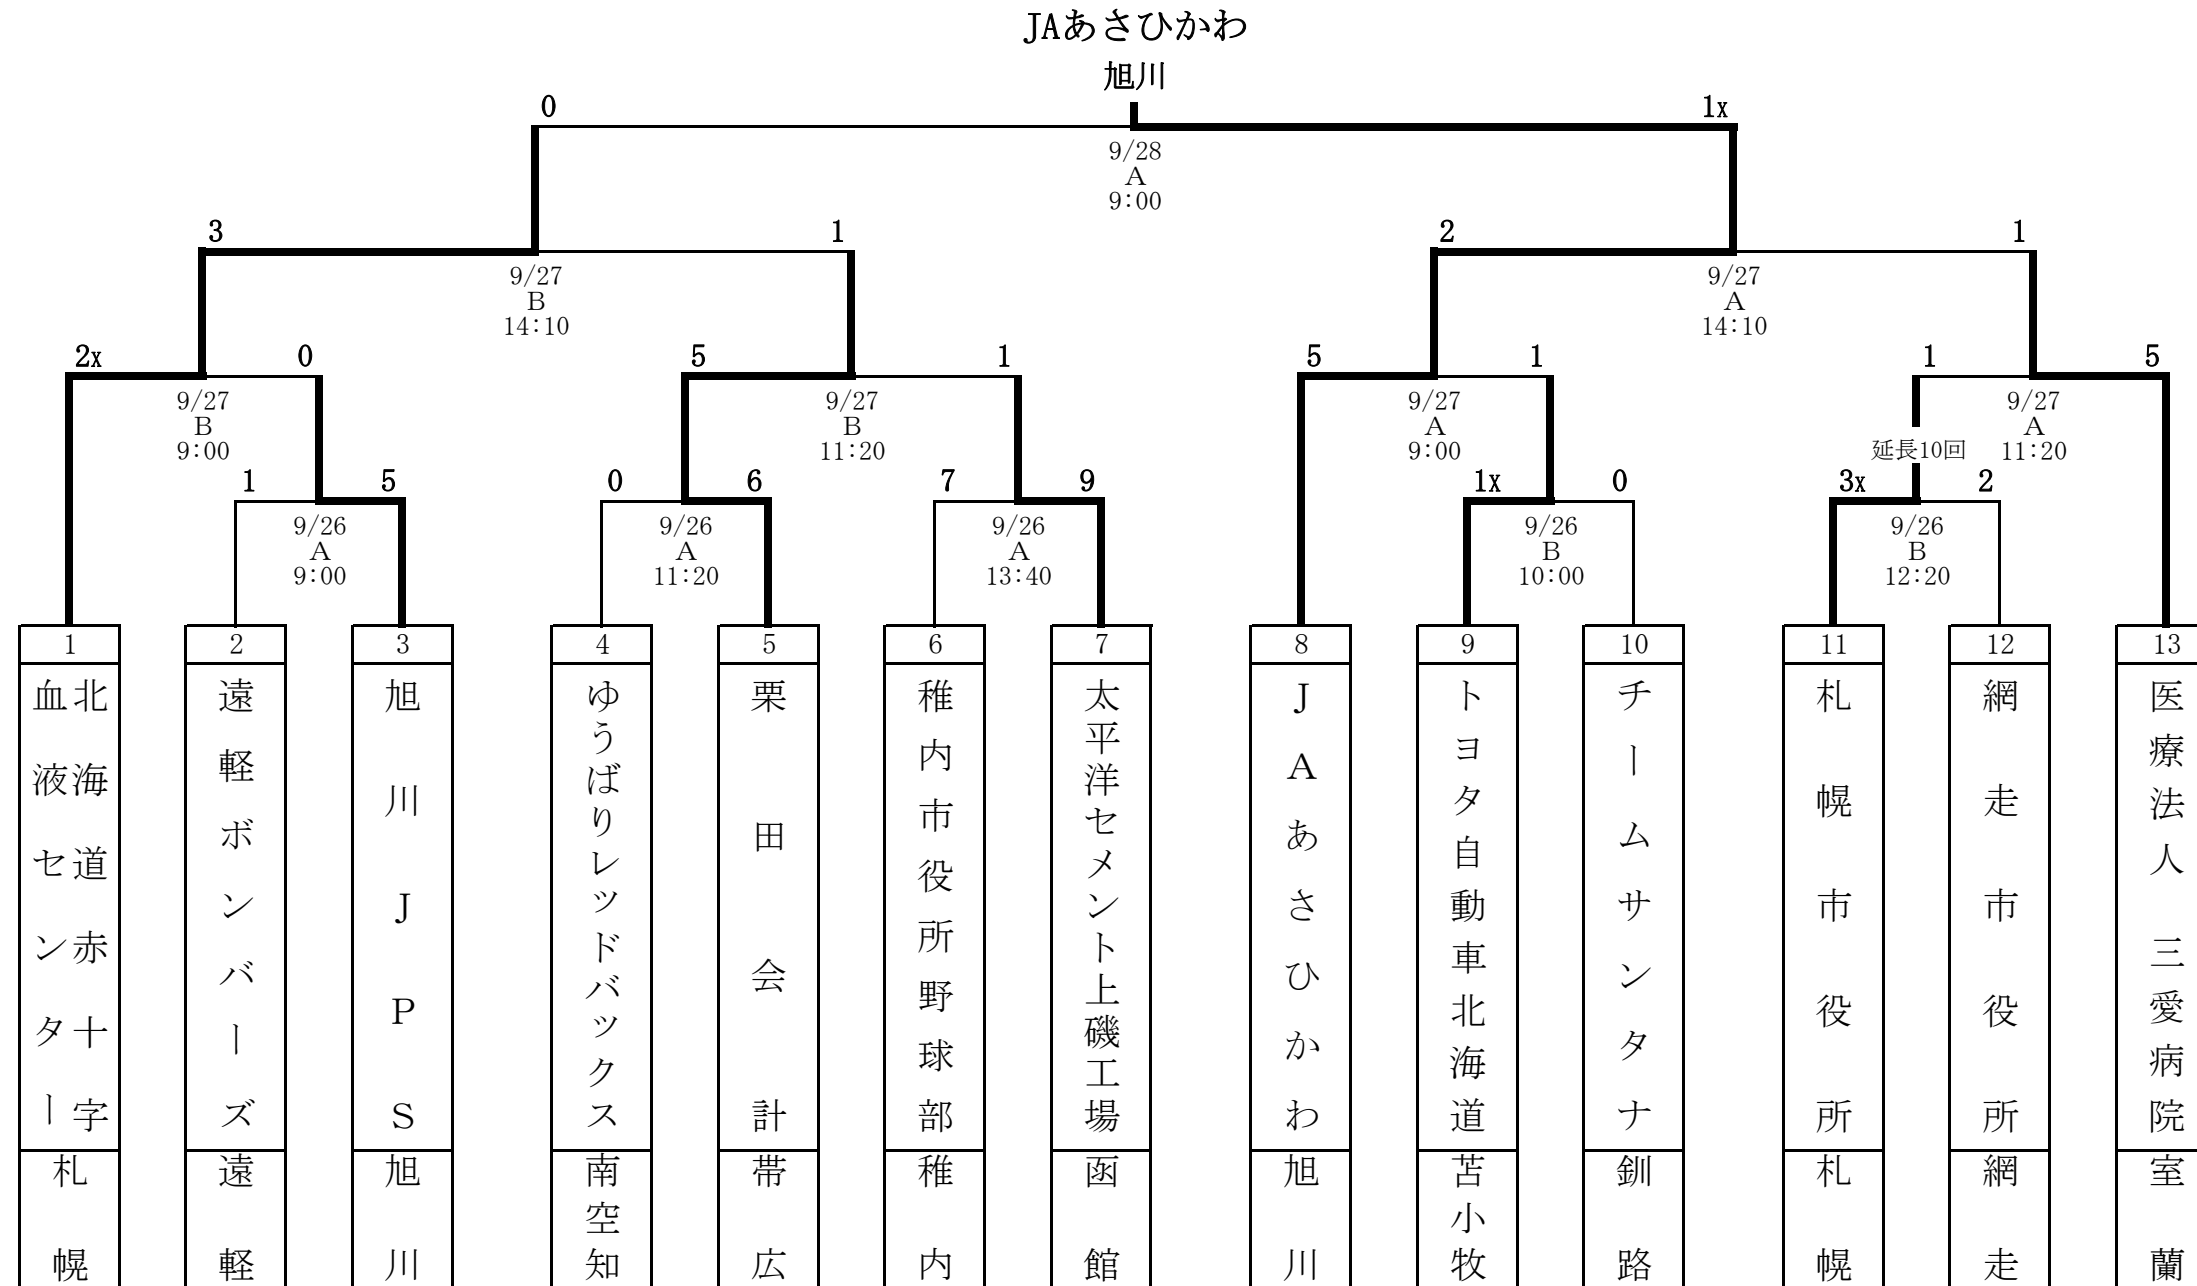 JAあさひかわ
旭川
0
1x
9/28
A
9:00
3
1
2
1
9/27
B
14:10
9/27
A
14:10
2x
0
5
1
5
1
1
5
9/27
B
9:00
9/27
B
11:20
9/27
A
9:00
9/27
A
11:20
延長10回
1
5
0
6
7
9
1x
0
3x
2
9/26
A
9:00
9/26
A
11:20
9/26
A
13:40
9/26
B
10:00
9/26
B
12:20
1
北海道赤十字
血液センター
札幌
2
遠軽ボンバーズ
遠軽
3
旭川JPS
旭川
4
ゆうばりレッドバックス
南空知
5
栗田会計
帯広
6
稚内市役所野球部
稚内
7
太平洋セメント上磯工場
函館
8
JAあさひかわ
旭川
9
トヨタ自動車北海道
苫小牧
10
チームサンタナ
釧路
11
札幌市役所
札幌
12
網走市役所
網走
13
医療法人 三愛病院
室蘭